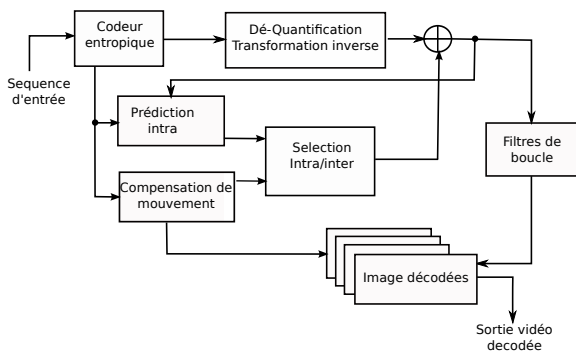 Codeur
entropique
Dé-Quantification
Transformation inverse
Sequence
d'entrée
Prédiction
intra
Selection
Intra/inter
Filtres de
boucle
Compensation de
mouvement
Image décodées
Sortie vidéo
decodée